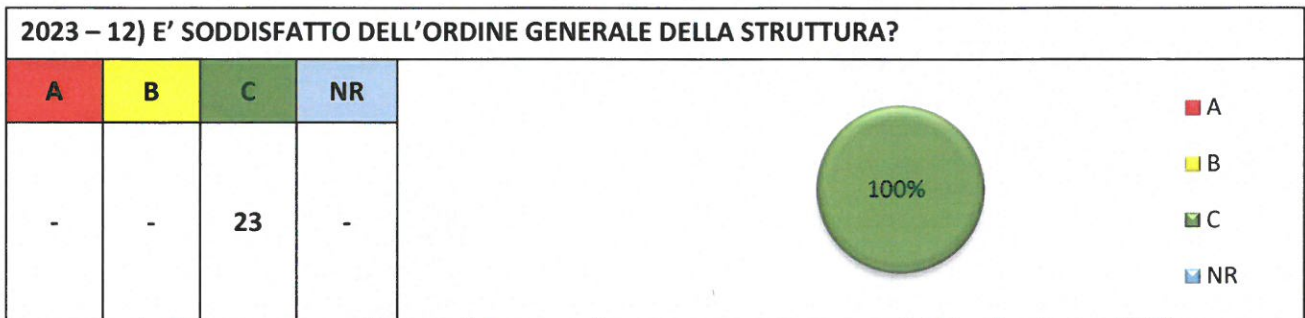 2023 – 12) E’ SODDISFATTO DELL’ORDINE GENERALE DELLA STRUTTURA?
A B C NR
- - 23 -
100%
A
B
C
NR